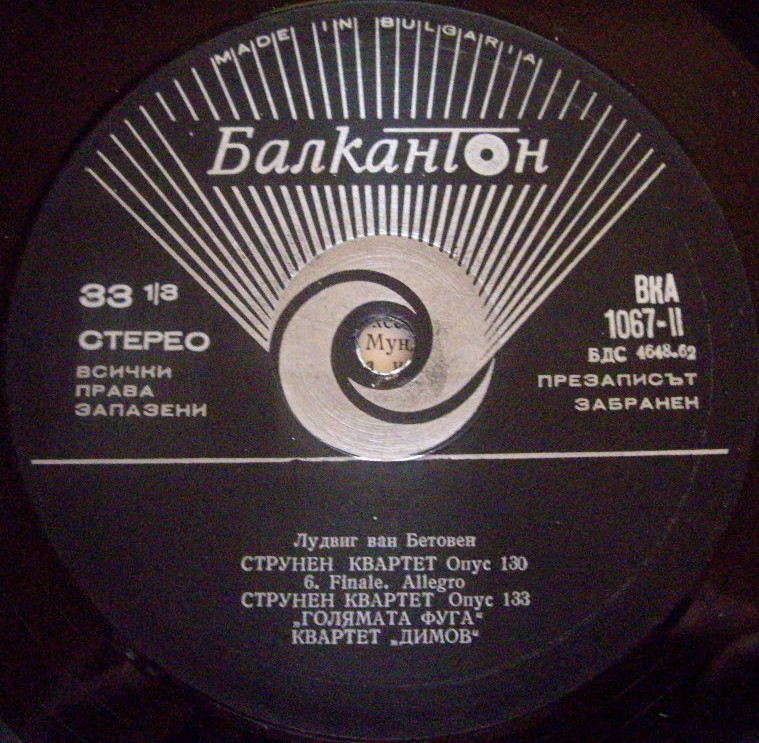 MADE IN BULGARIA
Балкантон
33 1/3
СТЕРЕО
ВСИЧКИ
ПРАВА
ЗАПАЗЕНИ
ВКА
1067-II
БДС 4648.62
ПРЕЗАПИСЪТ
ЗАБРАНЕН
Мун.
Лудвиг ван Бетовен
СТРУНЕН КВАРТЕТ Опус 130
6. Finale. Allegro
СТРУНЕН КВАРТЕТ Опус 133
„ГОЛЯМАТА ФУГА“
КВАРТЕТ „ДИМОВ“